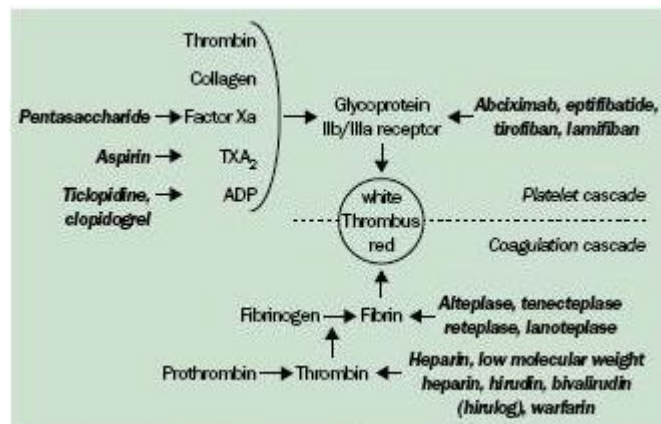 Thrombin
Collagen
Pentasaccharide
Factor Xa
Glycoprotein
IIb/IIIa receptor
Abciximab, eptifibatide,
tirofiban, lamifiban
Aspirin
TXA2
Ticlopidine,
clopidogrel
ADP
white
Thrombus
red
Platelet cascade
Coagulation cascade
Fibrinogen
Fibrin
Alteplase, tenecteplase
reteplase, lanoteplase
Prothrombin
Thrombin
Heparin, low molecular weight
heparin, hirudin, bivalirudin
(hirulog), warfarin